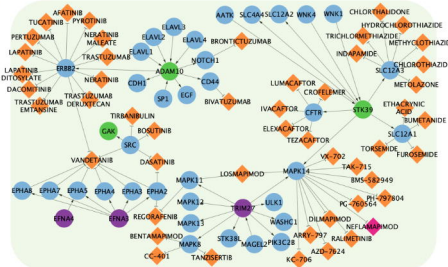 AFATINIB
TUCATINIB
PYROTINIB
PERTUZUMAB
NERATINIB
MALEATE
LAPATINIB
TRASTUZUMAB
LAPATINIB
DITOSYLATE
ERBB2
DACOMITINIB
NERATINIB
TRASTUZUMAB
EMTANSINE
TRASTUZUMAB
DERUXTECAN
ELAVL3
ELAVL2
ELAVL4
ELAVL1
NOTCH1
ADAM10
CDH1
CD44
SP1
EGF
BRONTICTUZUMAB
BIVATUZUMAB
AATK
SLC4A4
SLC12A2
WNK4
WNK1
CHLORTHALIDONE
HYDROCHLOROTHIAZIDE
TRICHLORMETHIAZIDE
METHYCLOTHIAZIDE
INDAPAMIDE
CHLOROTHIAZIDE
SLC12A3
METOLAZONE
LUMACAFTOR
CROFELEMER
IVACAFTOR
CFTR
STK39
ETHACRYNIC
ACID
BUMETANIDE
ELEXACAFTOR
SLC12A1
TEZACAFTOR
TORSEMIDE
FUROSEMIDE
TIRBANIBULIN
GAK
BOSUTINIB
SRC
VANDETANIB
DASATINIB
EPHA8
EPHA7
EPHA5
EPHA4
EPHA3
EPHA2
EFNA4
EFNA3
REGORAFENIB
BENTAMAPIMOD
CC-401
TANZISERTIB
MAPK11
LOSMAPIMOD
MAPK14
MAPK12
MAPK13
MAPK8
TRIM27
ULK1
WASHC1
PIK3C2B
STK38L
MAGEL2
VX-702
TAK-715
BMS-582949
PG-760564
PH-797804
NEFLAMAPIMOD
DILMAPIMOD
RALIMETINIB
ARRY-797
AZD-7624
KC-706